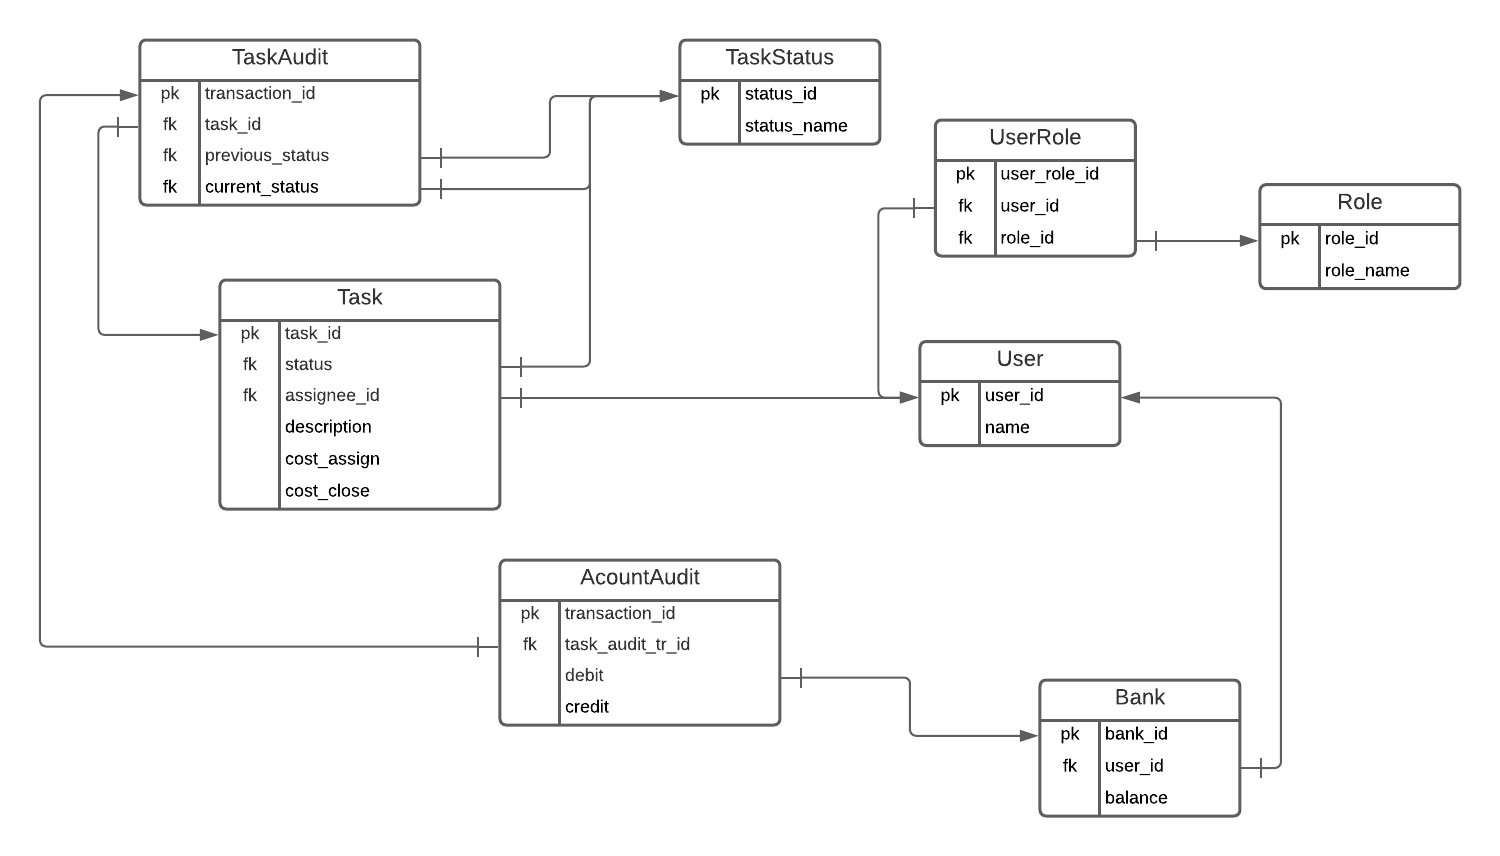 TaskAudit
pk transaction_id
fk task_id
fk previous_status
fk current_status
TaskStatus
pk status_id
status_name
UserRole
pk user_role_id
fk user_id
fk role_id
Role
pk role_id
role_name
Task
pk task_id
fk status
fk assignee_id
description
cost_assign
cost_close
User
pk user_id
name
AcountAudit
pk transaction_id
fk task_audit_tr_id
debit
credit
Bank
pk bank_id
fk user_id
balance